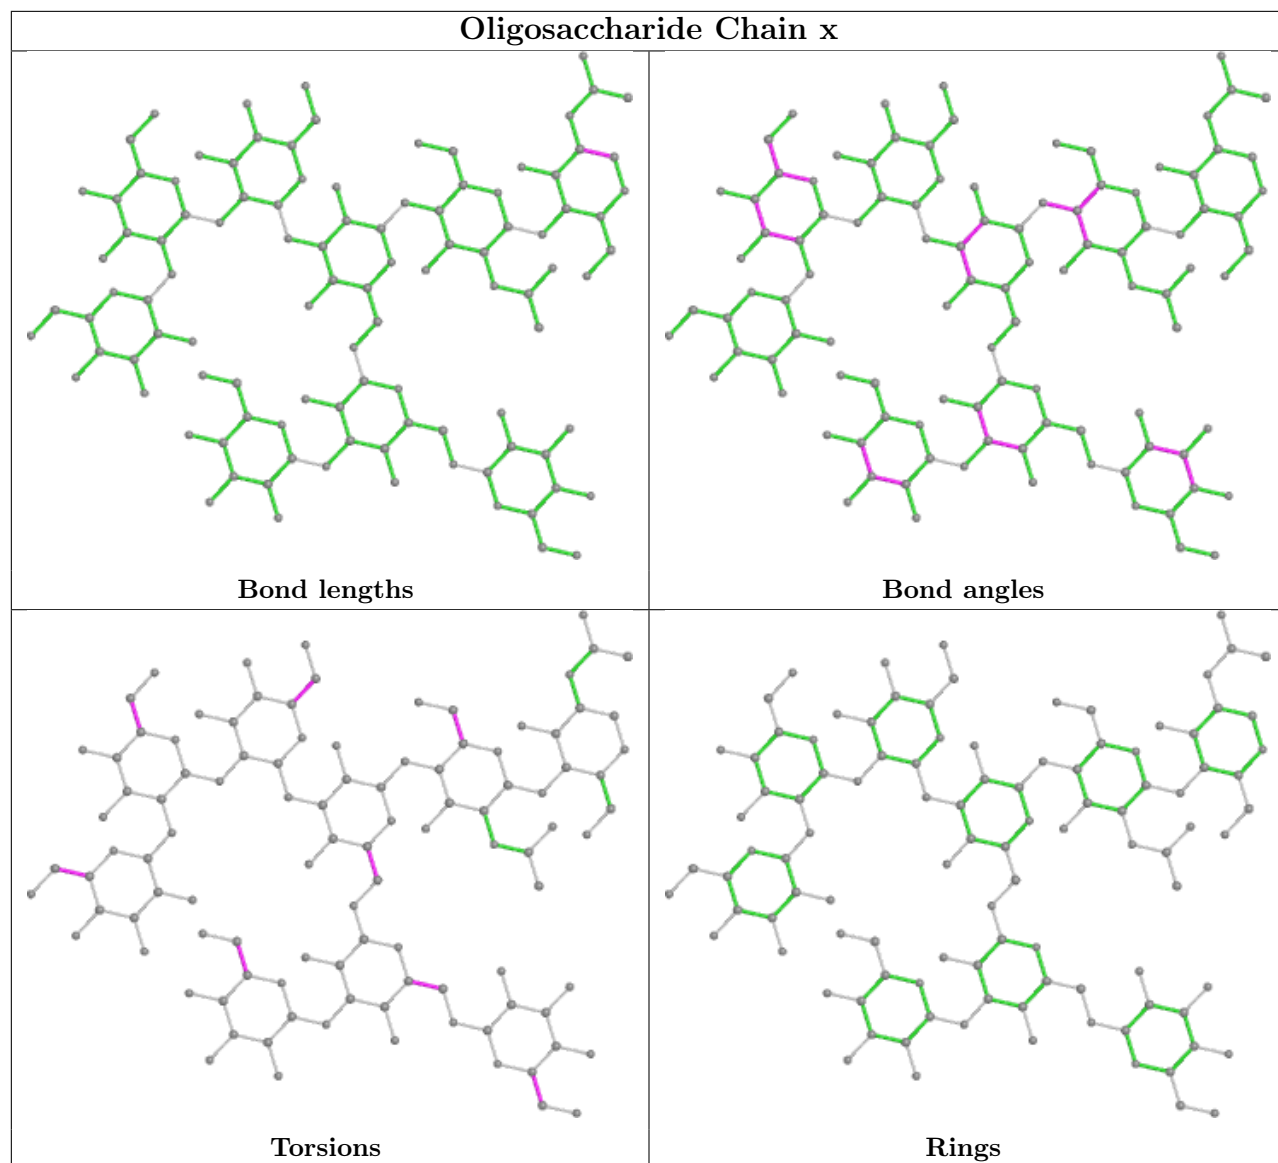 Oligosaccharide Chain x
Bond lengths
Bond angles
Torsions
Rings